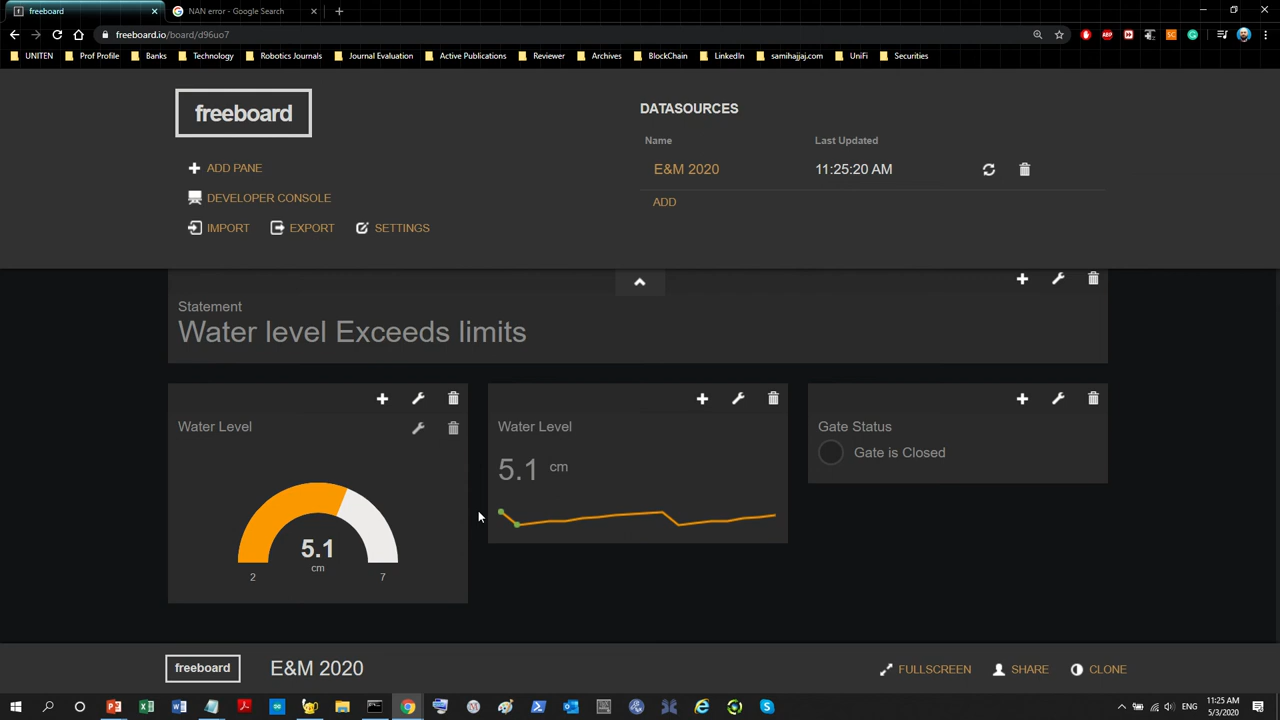 freeboard
NAN error - Google Search
freeboard.io/board/d96uo7
UNITEN Prof Profile Banks Technology Robotics Journals Journal Evaluation Active Publications Reviewer Archives BlockChain LinkedIn samihajjaj.com UniFi Securities
freeboard
DATASOURCES
Name Last Updated
ADD PANE
E&M 2020 11:25:20 AM
DEVELOPER CONSOLE
ADD
IMPORT EXPORT SETTINGS
Statement
Water level Exceeds limits
Water Level
5.1
cm
2 7
Water Level
5.1 cm
Gate Status
Gate is Closed
freeboard E&M 2020 FULLSCREEN SHARE CLONE
ENG
11:25 AM
5/3/2020